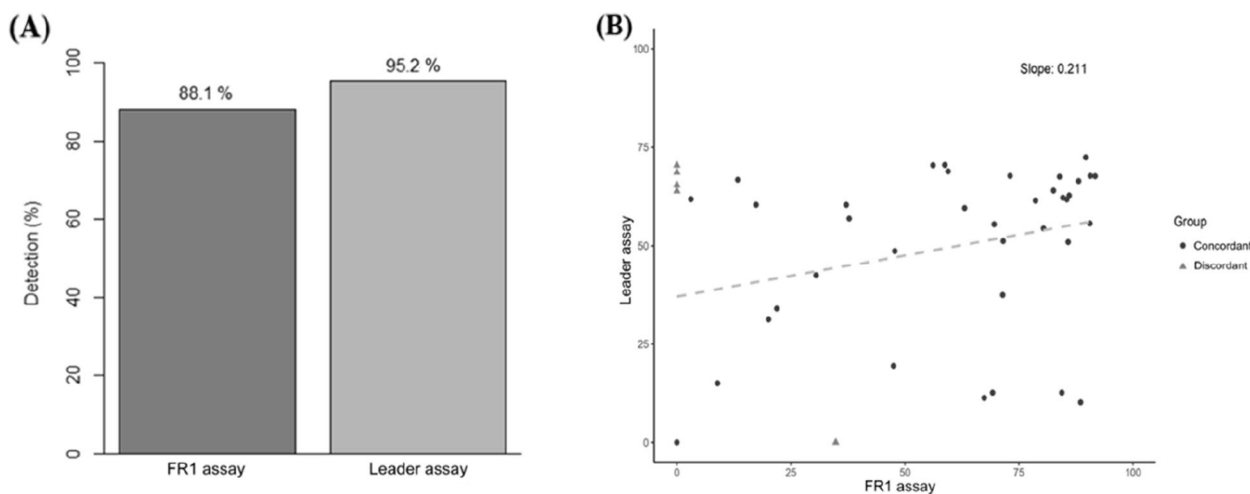 (A)
Detection (%)
100
80
60
40
20
0
88.1 %
95.2 %
FR1 assay
Leader assay
(B)
Leader assay
100
75
50
25
0
Slope: 0.211
Group
Concordant
Discordant
0
25
50
75
100
FR1 assay